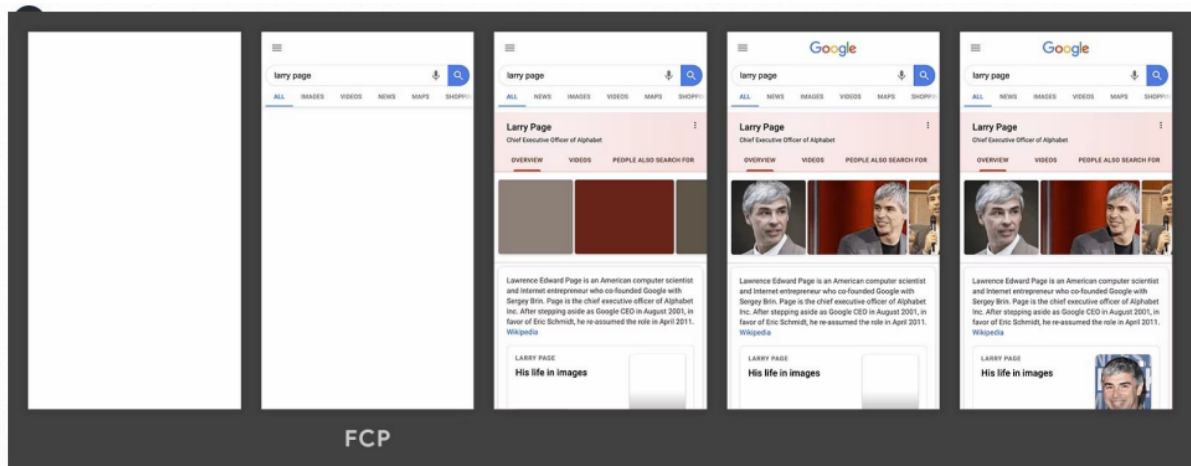 larry page
ALL IMAGES VIDEOS NEWS MAPS SHOPPI
larry page
ALL NEWS IMAGES VIDEOS MAPS SHOPPI
Larry Page
Chief Executive Officer of Alphabet
OVERVIEW VIDEOS PEOPLE ALSO SEARCH FOR
Lawrence Edward Page is an American computer scientist
and Internet entrepreneur who co-founded Google with
Sergey Brin. Page is the chief executive officer of Alphabet
Inc. After stepping aside as Google CEO in August 2001, in
favor of Eric Schmidt, he re-assumed the role in April 2011.
Wikipedia
LARRY PAGE
His life in images
Google
larry page
ALL NEWS IMAGES VIDEOS MAPS SHOPPI
Larry Page
Chief Executive Officer of Alphabet
OVERVIEW VIDEOS PEOPLE ALSO SEARCH FOR
Lawrence Edward Page is an American computer scientist
and Internet entrepreneur who co-founded Google with
Sergey Brin. Page is the chief executive officer of Alphabet
Inc. After stepping aside as Google CEO in August 2001, in
favor of Eric Schmidt, he re-assumed the role in April 2011.
Wikipedia
LARRY PAGE
His life in images
Google
larry page
ALL NEWS IMAGES VIDEOS MAPS SHOPPI
Larry Page
Chief Executive Officer of Alphabet
OVERVIEW VIDEOS PEOPLE ALSO SEARCH FOR
Lawrence Edward Page is an American computer scientist
and Internet entrepreneur who co-founded Google with
Sergey Brin. Page is the chief executive officer of Alphabet
Inc. After stepping aside as Google CEO in August 2001, in
favor of Eric Schmidt, he re-assumed the role in April 2011.
Wikipedia
LARRY PAGE
His life in images
FCP